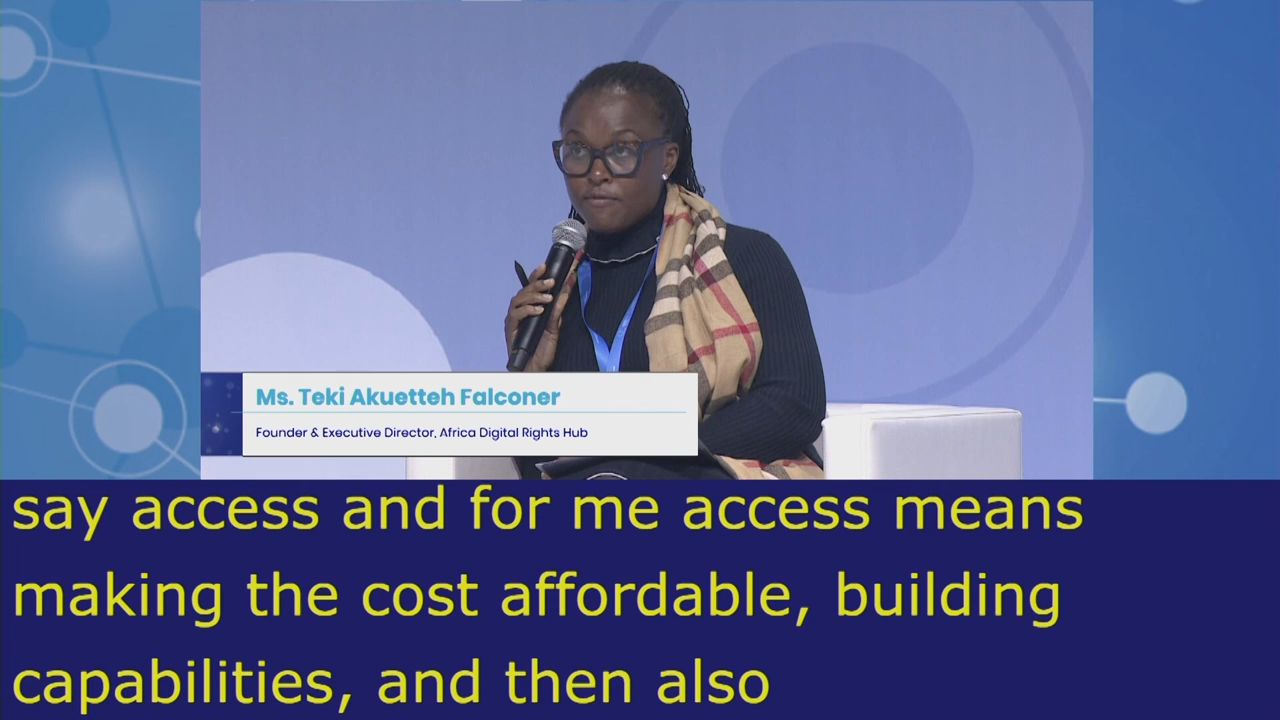 Ms. Teki Akuetteh Falconer
Founder & Executive Director, Africa Digital Rights Hub
say access and for me access means
making the cost affordable, building
capabilities, and then also